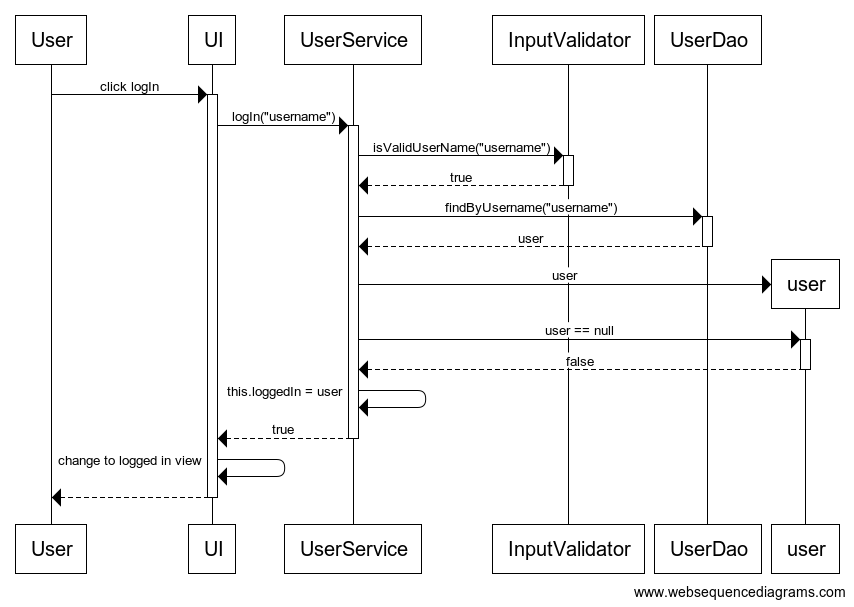 User UI UserService InputValidator UserDao
click logIn
logIn("username")
isValidUserName("username")
true
findByUsername("username")
user
user
user
user == null
false
this.loggedIn = user
true
change to logged in view
User UI UserService InputValidator UserDao user
www.websequencediagrams.com